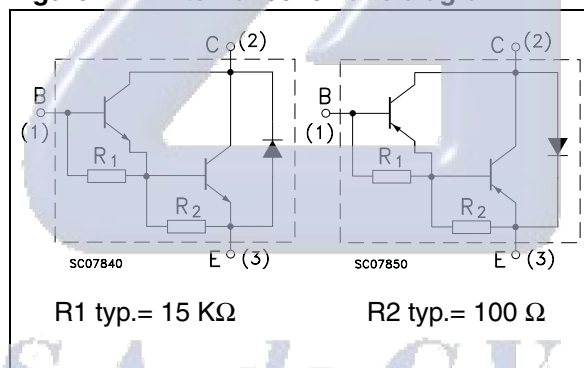 C (2) C (2)
B B
(1) (1)
R1 R1
R2 R2
SC07840 E (3) SC07850 E (3)
R1 typ.= 15 KΩ R2 typ.= 100 Ω